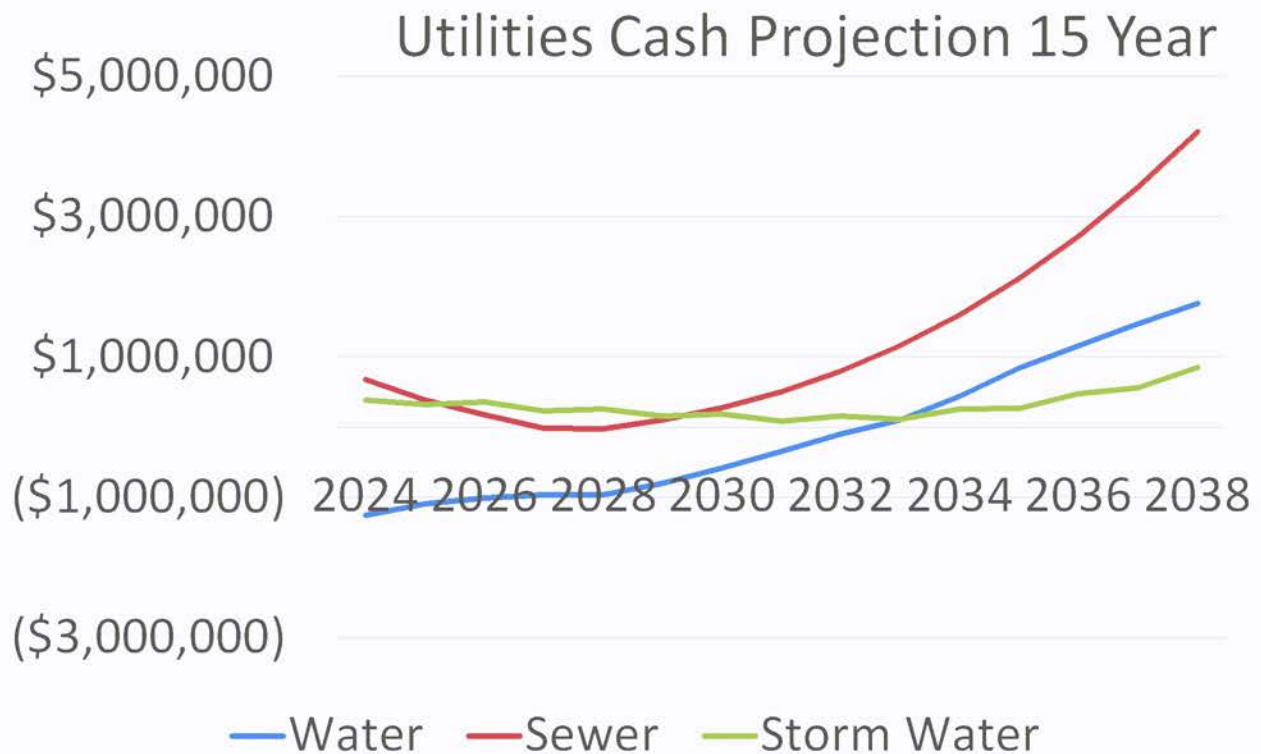 Utilities Cash Projection 15 Year
$5,000,000
$3,000,000
$1,000,000
($1,000,000)
2024 2026 2028 2030 2032 2034 2036 2038
($3,000,000)
Water Sewer Storm Water